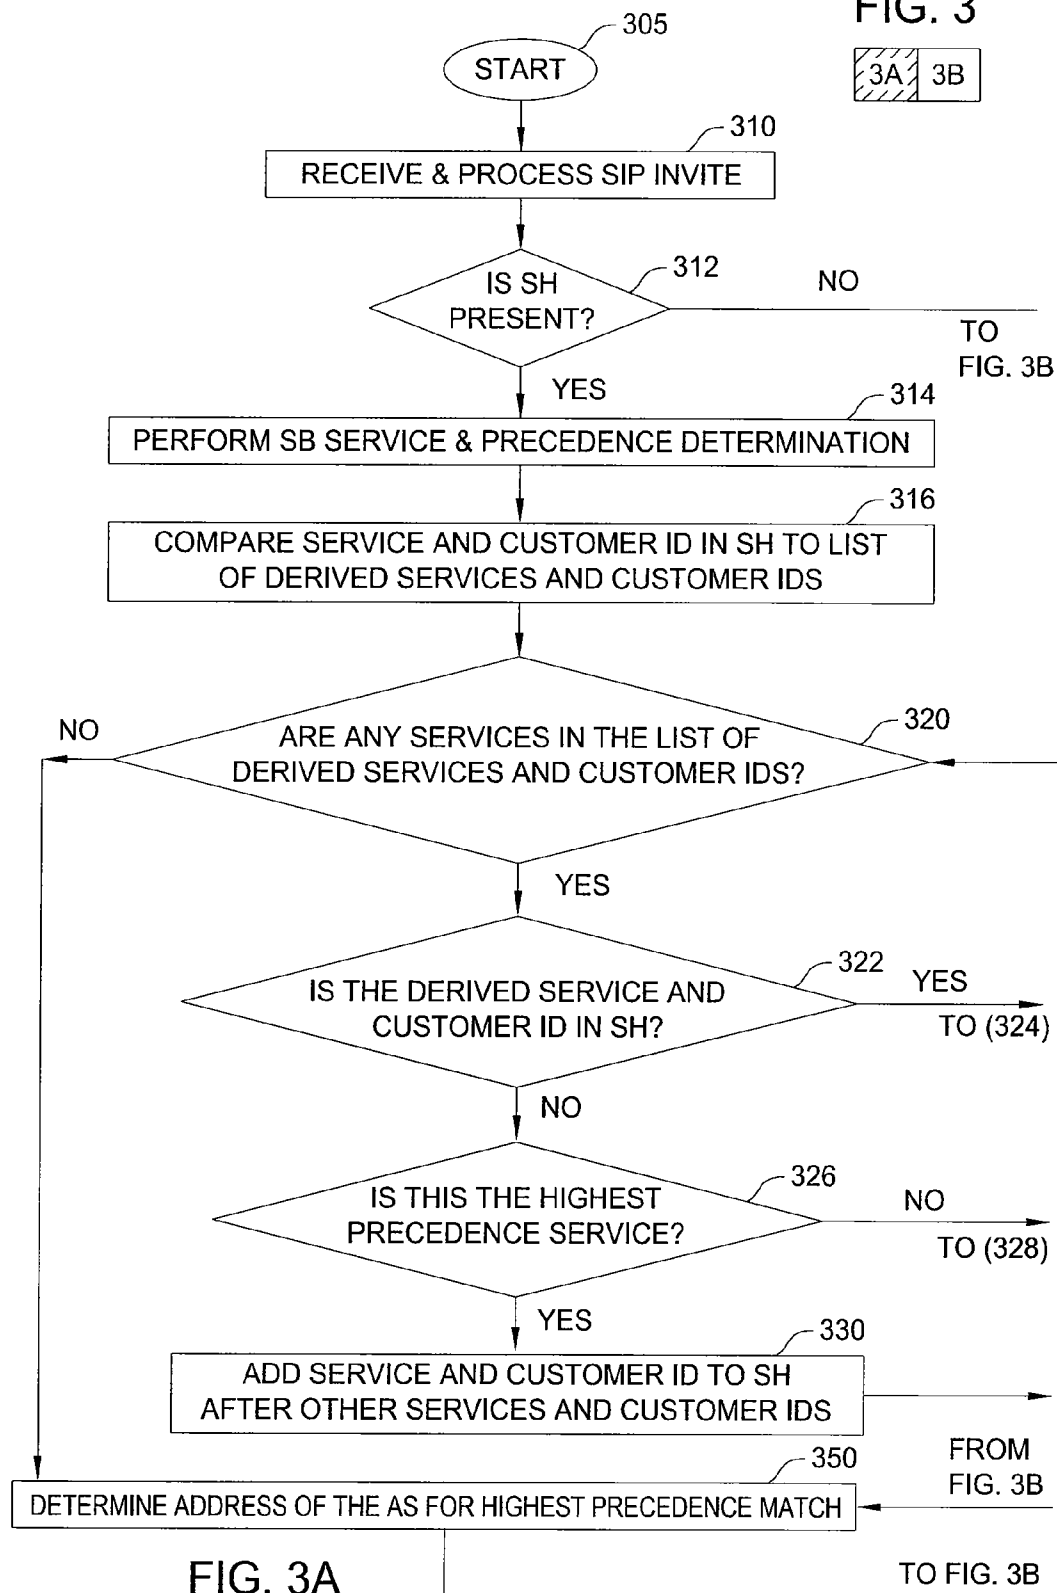 FIG. 3
305
START
3A 3B
310
RECEIVE & PROCESS SIP INVITE
312
IS SH
PRESENT?
NO
TO
FIG. 3B
YES
314
PERFORM SB SERVICE & PRECEDENCE DETERMINATION
316
COMPARE SERVICE AND CUSTOMER ID IN SH TO LIST
OF DERIVED SERVICES AND CUSTOMER IDS
NO
320
ARE ANY SERVICES IN THE LIST OF
DERIVED SERVICES AND CUSTOMER IDS?
YES
322
IS THE DERIVED SERVICE AND
CUSTOMER ID IN SH?
YES
TO (324)
NO
326
IS THIS THE HIGHEST
PRECEDENCE SERVICE?
NO
TO (328)
YES
330
ADD SERVICE AND CUSTOMER ID TO SH
AFTER OTHER SERVICES AND CUSTOMER IDS
350
FROM
FIG. 3B
DETERMINE ADDRESS OF THE AS FOR HIGHEST PRECEDENCE MATCH
FIG. 3A
TO FIG. 3B